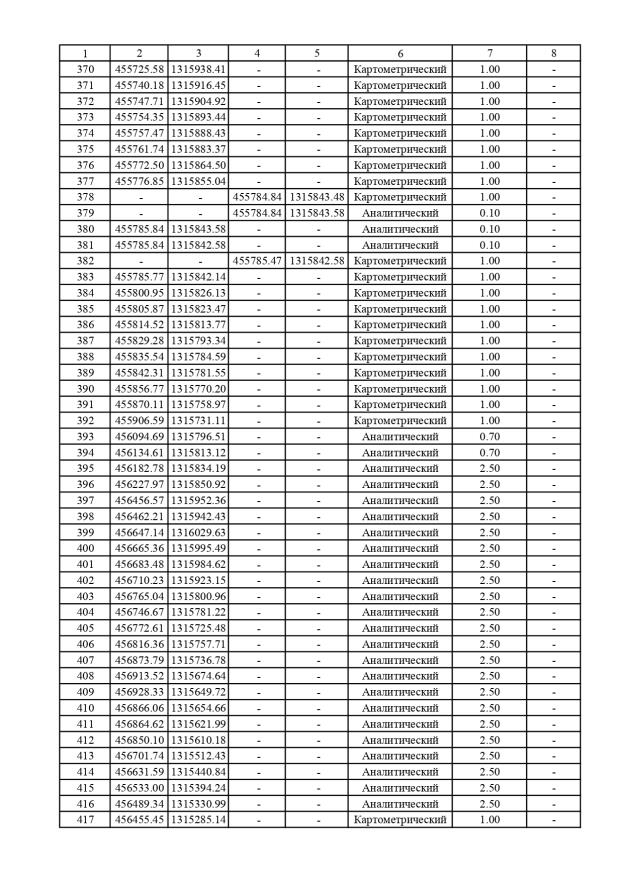 1 2 3 4 5 6 7 8
370 455725.58 1315938.41 - - Картометрический 1.00 -
371 455740.18 1315916.45 - - Картометрический 1.00 -
372 455747.71 1315904.92 - - Картометрический 1.00 -
373 455754.35 1315893.44 - - Картометрический 1.00 -
374 455757.47 1315888.43 - - Картометрический 1.00 -
375 455761.74 1315883.37 - - Картометрический 1.00 -
376 455772.50 1315864.50 - - Картометрический 1.00 -
377 455776.85 1315855.04 - - Картометрический 1.00 -
378 - - 455784.84 1315843.48 Картометрический 1.00 -
379 - - 455784.84 1315843.58 Аналитический 0.10 -
380 455785.84 1315843.58 - - Аналитический 0.10 -
381 455785.84 1315842.58 - - Аналитический 0.10 -
382 - - 455785.47 1315842.58 Картометрический 1.00 -
383 455785.77 1315842.14 - - Картометрический 1.00 -
384 455800.95 1315826.13 - - Картометрический 1.00 -
385 455805.87 1315823.47 - - Картометрический 1.00 -
386 455814.52 1315813.77 - - Картометрический 1.00 -
387 455829.28 1315793.34 - - Картометрический 1.00 -
388 455835.54 1315784.59 - - Картометрический 1.00 -
389 455842.31 1315781.55 - - Картометрический 1.00 -
390 455856.77 1315770.20 - - Картометрический 1.00 -
391 455870.11 1315758.97 - - Картометрический 1.00 -
392 455906.59 1315731.11 - - Картометрический 1.00 -
393 456094.69 1315796.51 - - Аналитический 0.70 -
394 456134.61 1315813.12 - - Аналитический 0.70 -
395 456182.78 1315834.19 - - Аналитический 2.50 -
396 456227.97 1315850.92 - - Аналитический 2.50 -
397 456456.57 1315952.36 - - Аналитический 2.50 -
398 456462.21 1315942.43 - - Аналитический 2.50 -
399 456647.14 1316029.63 - - Аналитический 2.50 -
400 456665.36 1315995.49 - - Аналитический 2.50 -
401 456683.48 1315984.62 - - Аналитический 2.50 -
402 456710.23 1315923.15 - - Аналитический 2.50 -
403 456765.04 1315800.96 - - Аналитический 2.50 -
404 456746.67 1315781.22 - - Аналитический 2.50 -
405 456772.61 1315725.48 - - Аналитический 2.50 -
406 456816.36 1315757.71 - - Аналитический 2.50 -
407 456873.79 1315736.78 - - Аналитический 2.50 -
408 456913.52 1315674.64 - - Аналитический 2.50 -
409 456928.33 1315649.72 - - Аналитический 2.50 -
410 456866.06 1315654.66 - - Аналитический 2.50 -
411 456864.62 1315621.99 - - Аналитический 2.50 -
412 456850.10 1315610.18 - - Аналитический 2.50 -
413 456701.74 1315512.43 - - Аналитический 2.50 -
414 456631.59 1315440.84 - - Аналитический 2.50 -
415 456533.00 1315394.24 - - Аналитический 2.50 -
416 456489.34 1315330.99 - - Аналитический 2.50 -
417 456455.45 1315285.14 - - Картометрический 1.00 -